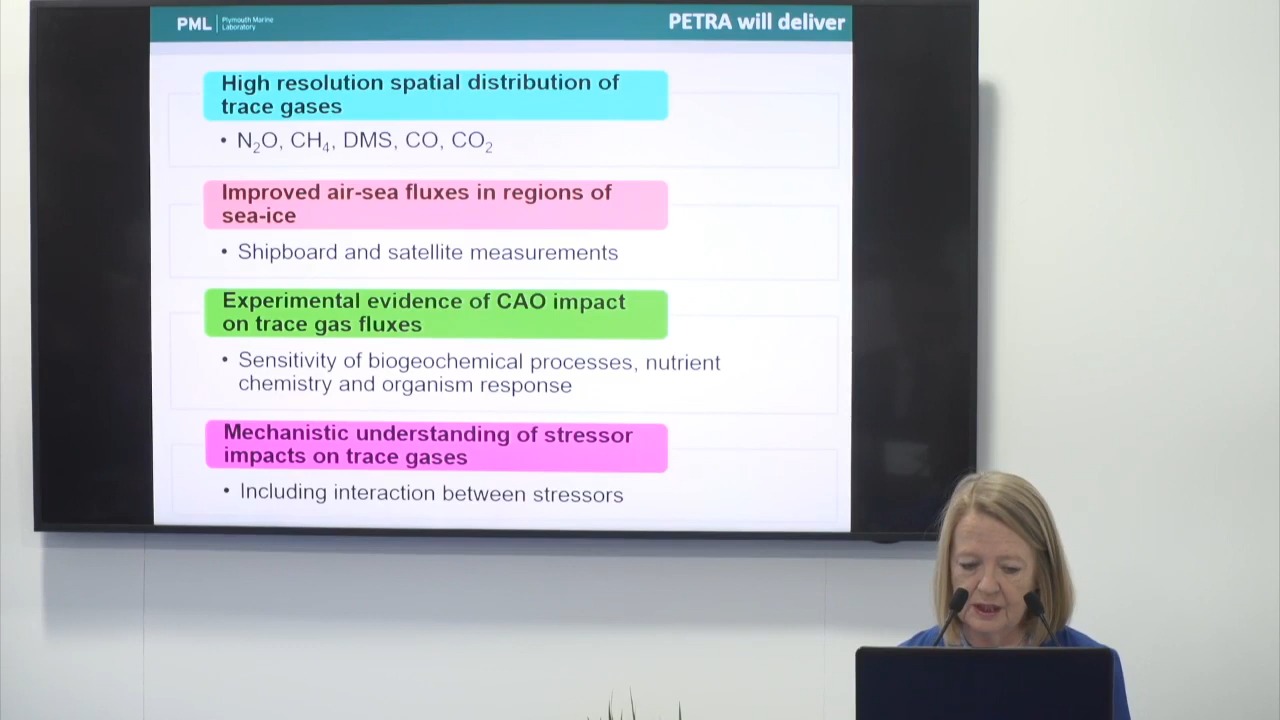 PML
Plymouth Marine
Laboratory
PETRA will deliver
High resolution spatial distribution of
trace gases
• N₂O, CH₄, DMS, CO, CO₂
Improved air-sea fluxes in regions of
sea-ice
• Shipboard and satellite measurements
Experimental evidence of CAO impact
on trace gas fluxes
• Sensitivity of biogeochemical processes, nutrient
chemistry and organism response
Mechanistic understanding of stressor
impacts on trace gases
• Including interaction between stressors